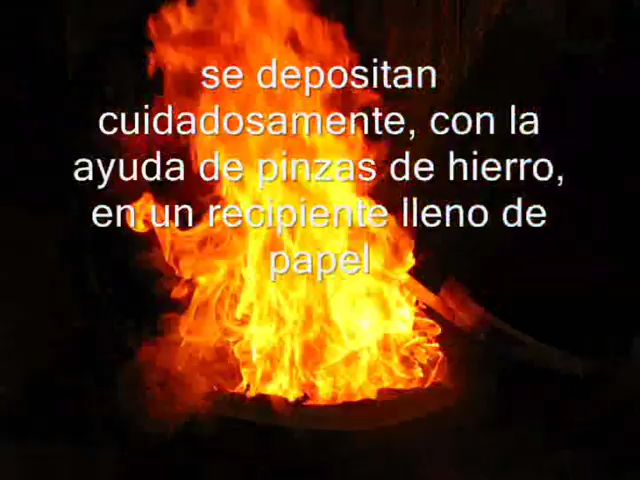 se depositan
cuidadosamente, con la
ayuda de pinzas de hierro,
en un recipiente lleno de
papel